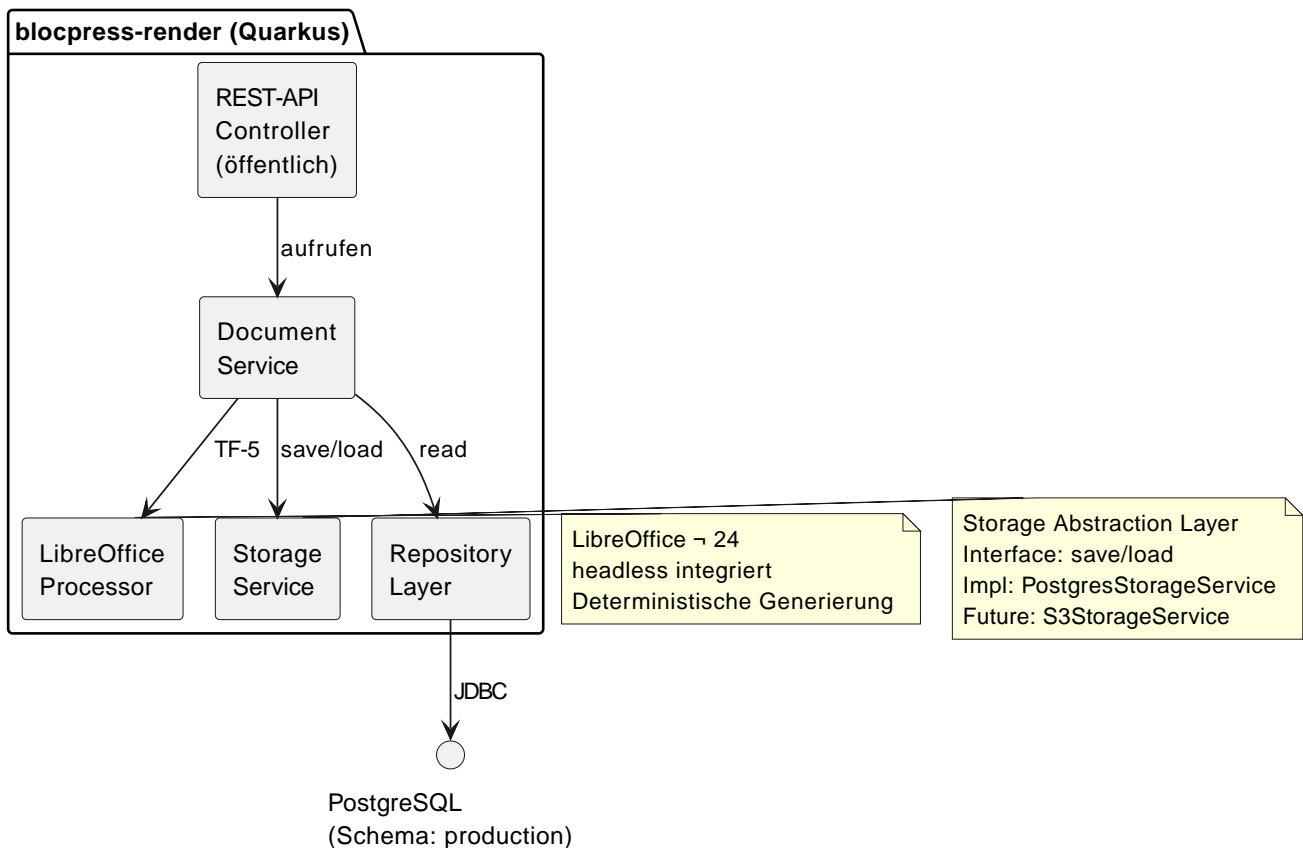 blocpress-render (Quarkus)
REST-API
Controller
(öffentlich)
aufrufen
Document
Service
TF-5
save/load
read
LibreOffice
Processor
Storage
Service
Repository
Layer
LibreOffice ¬ 24
headless integriert
Deterministische Generierung
Storage Abstraction Layer
Interface: save/load
Impl: PostgresStorageService
Future: S3StorageService
JDBC
PostgreSQL
(Schema: production)